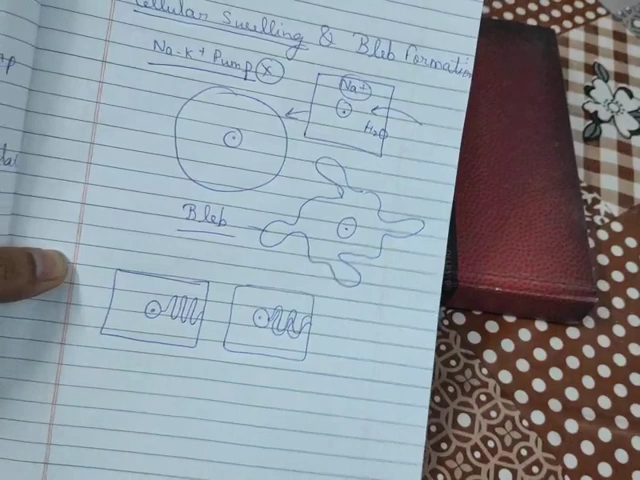 Cellular Swelling & Bleb Formation
Na-K+ Pump X
Na+
H2O
Bleb